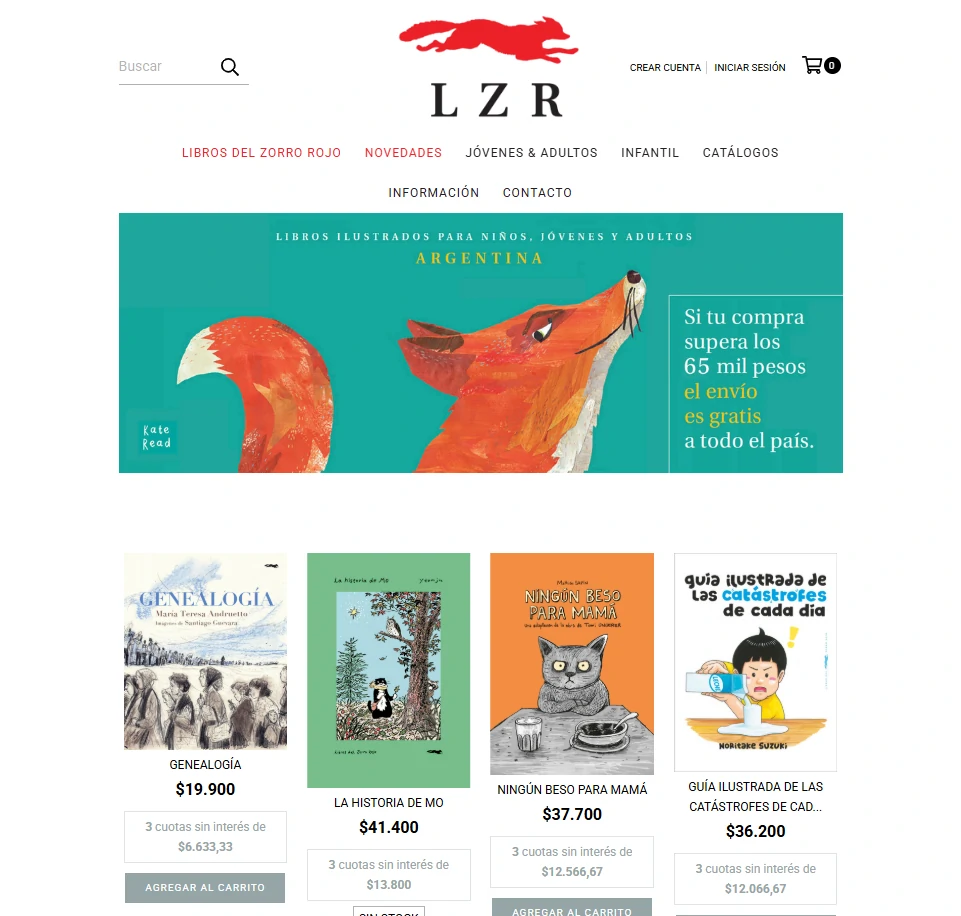 Buscar
LZR
CREAR CUENTA
INICIAR SESIÓN
0
LIBROS DEL ZORRO ROJO NOVEDADES JÓVENES & ADULTOS INFANTIL CATÁLOGOS
INFORMACIÓN CONTACTO
LIBROS ILUSTRADOS PARA NIÑOS, JÓVENES Y ADULTOS
ARGENTINA
Si tu compra
supera los
65 mil pesos
el envío
es gratis
a todo el país.
Kate
Read
GENEALOGÍA
María Teresa Andruetto
Imágenes de Santiago Guevara
GENEALOGÍA
$19.900
3 cuotas sin interés de
$6.633,33
AGREGAR AL CARRITO
La historia de Mo yeonju
Libros del Zorro Rojo
LA HISTORIA DE MO
$41.400
3 cuotas sin interés de
$13.800
SIN STOCK
NINGÚN BESO
PARA MAMÁ
una adaptación de la obra de Tomi Ungerer
NINGÚN BESO PARA MAMÁ
$37.700
3 cuotas sin interés de
$12.566,67
AGREGAR AL CARRITO
guía ilustrada de
las catástrofes
de cada día
NORITAKE SUZUKI
GUÍA ILUSTRADA DE LAS
CATÁSTROFES DE CAD...
$36.200
3 cuotas sin interés de
$12.066,67